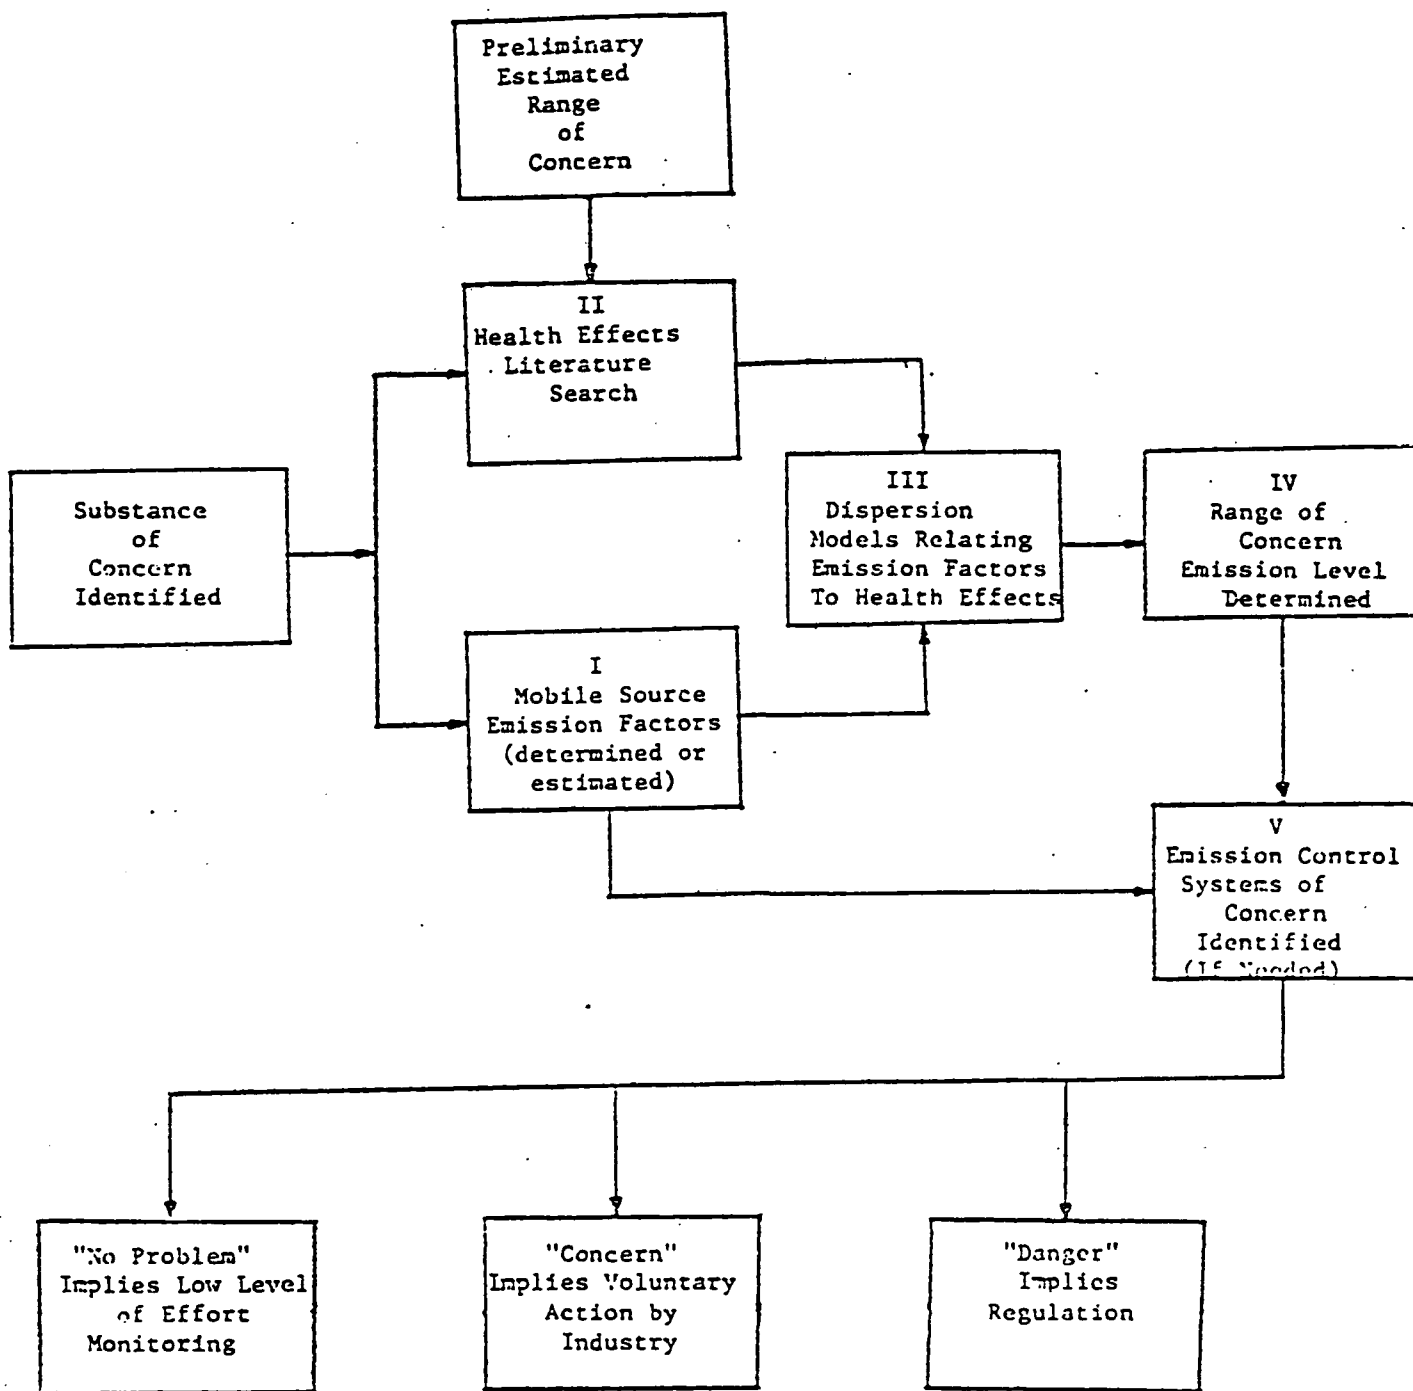 Preliminary
Estimated
Range
of
Concern
II
Health Effects
Literature
Search
Substance
of
Concern
Identified
III
Dispersion
Models Relating
Emission Factors
To Health Effects
IV
Range of
Concern
Emission Level
Determined
I
Mobile Source
Emission Factors
(determined or
estimated)
V
Emission Control
Systems of
Concern
Identified
(If Needed)
"No Problem"
Implies Low Level
of Effort
Monitoring
"Concern"
Implies Voluntary
Action by
Industry
"Danger"
Implies
Regulation